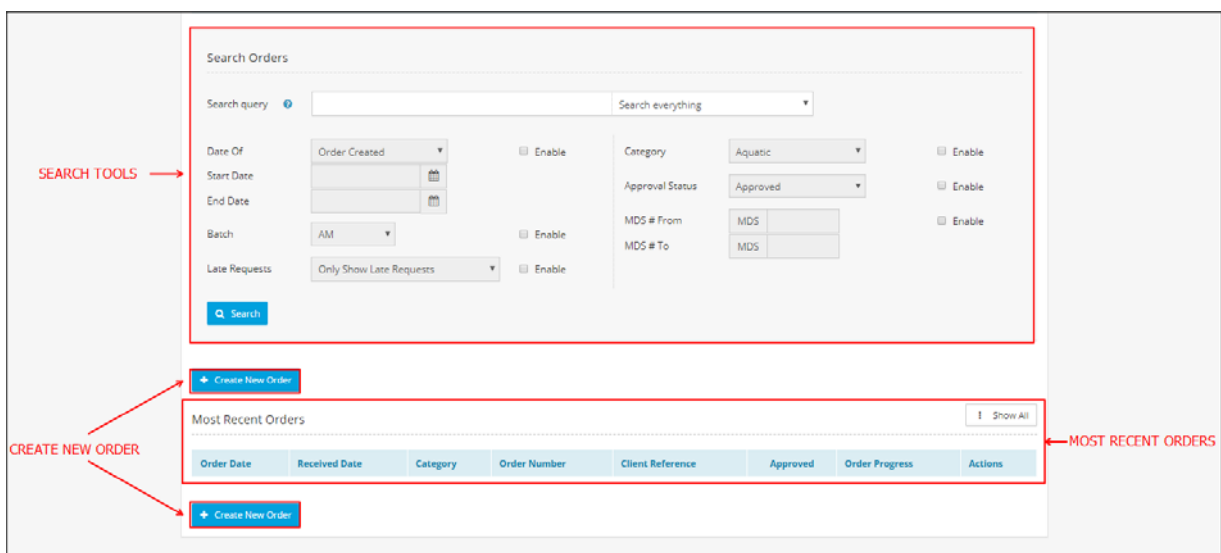 Search Orders
Search query Search everything
Date Of Order Created Enable Category Aquatic Enable
SEARCH TOOLS
Start Date
Approval Status Approved Enable
End Date
MDS # From MDS Enable
Batch AM Enable
MDS # To MDS
Late Requests Only Show Late Requests Enable
Search
+ Create New Order
Most Recent Orders Show All
CREATE NEW ORDER
MOST RECENT ORDERS
Order Date Received Date Category Order Number Client Reference Approved Order Progress Actions
+ Create New Order